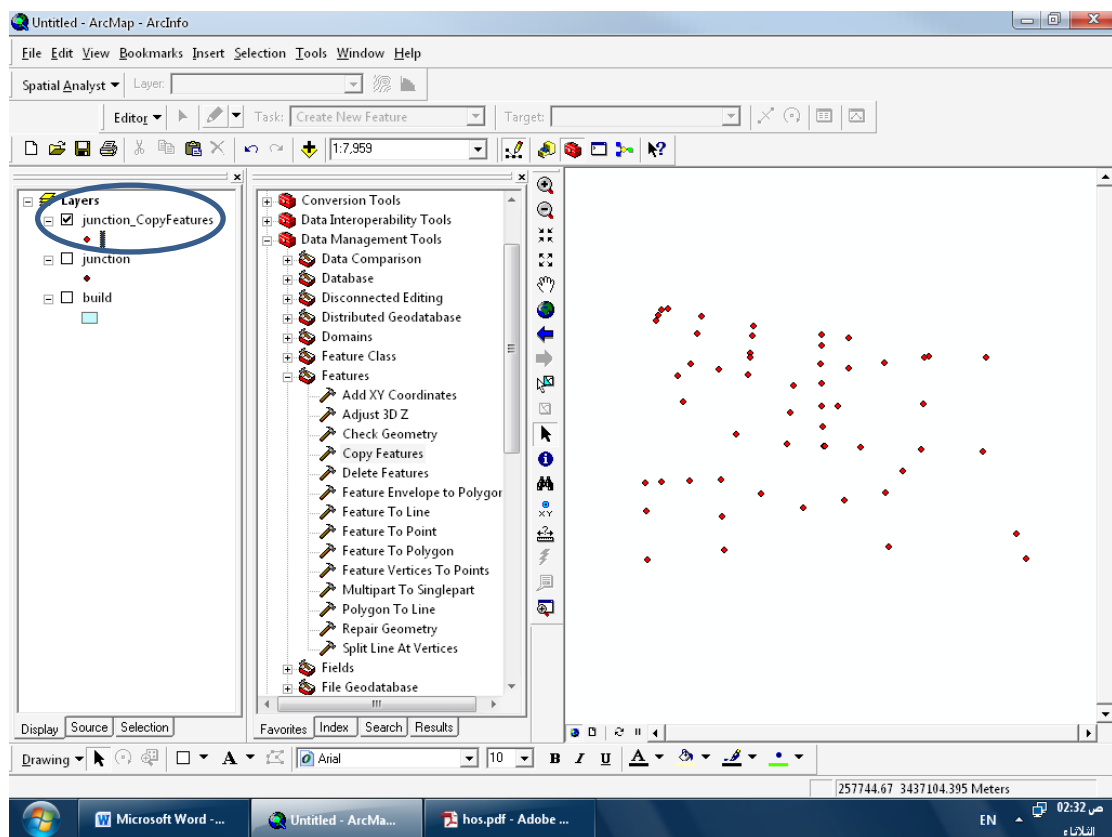 Untitled - ArcMap - ArcInfo
File Edit View Bookmarks Insert Selection Tools Window Help
Spatial Analyst Layer:
Editor Task: Create New Feature Target:
1:7,959
Layers
junction_CopyFeatures
junction
build
Conversion Tools
Data Interoperability Tools
Data Management Tools
Data Comparison
Database
Disconnected Editing
Distributed Geodatabase
Domains
Feature Class
Features
Add XY Coordinates
Adjust 3D Z
Check Geometry
Copy Features
Delete Features
Feature Envelope to Polygor
Feature To Line
Feature To Point
Feature To Polygon
Feature Vertices To Points
Multipart To Singlepart
Polygon To Line
Repair Geometry
Split Line At Vertices
Fields
File Geodatabase
XY
Display Source Selection
Favorites Index Search Results
Drawing A Arial 10 B I U A
257744.67 3437104.395 Meters
Microsoft Word -...
Untitled - ArcMa...
hos.pdf - Adobe ...
EN
02:32 ص
الثلاثاء